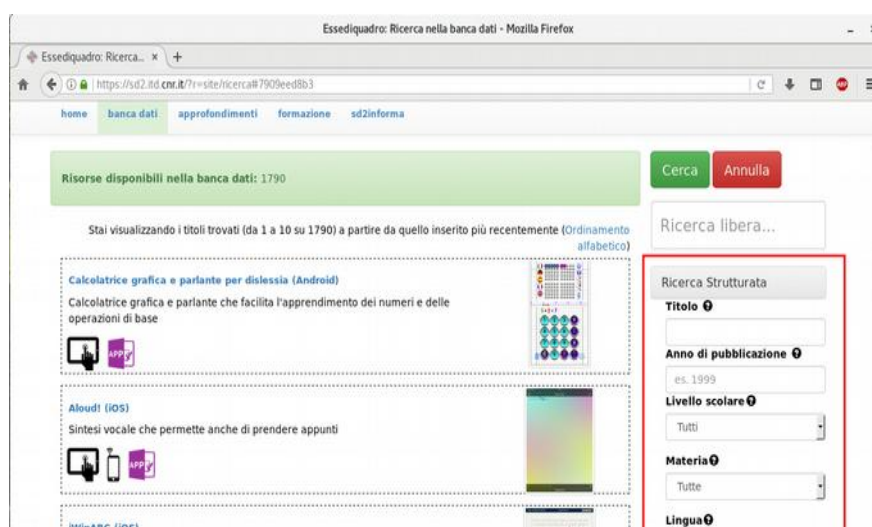 Essediquadro: Ricerca nella banca dati - Mozilla Firefox
Essediquadro: Ricerca... × +
https://sd2.itd.cnr.it/?r=site/ricerca#7909eed8b3
home banca dati approfondimenti formazione sd2informa
Risorse disponibili nella banca dati: 1790
Stai visualizzando i titoli trovati (da 1 a 10 su 1790) a partire da quello inserito più recentemente (Ordinamento
alfabetico)
Calcolatrice grafica e parlante per dislessia (Android)
Calcolatrice grafica e parlante che facilita l'apprendimento dei numeri e delle
operazioni di base
APP
Aloud! (iOS)
Sintesi vocale che permette anche di prendere appunti
APP
Cerca Annulla
Ricerca libera...
Ricerca Strutturata
Titolo
Anno di pubblicazione
es. 1999
Livello scolare
Tutti
Materia
Tutte
Lingua